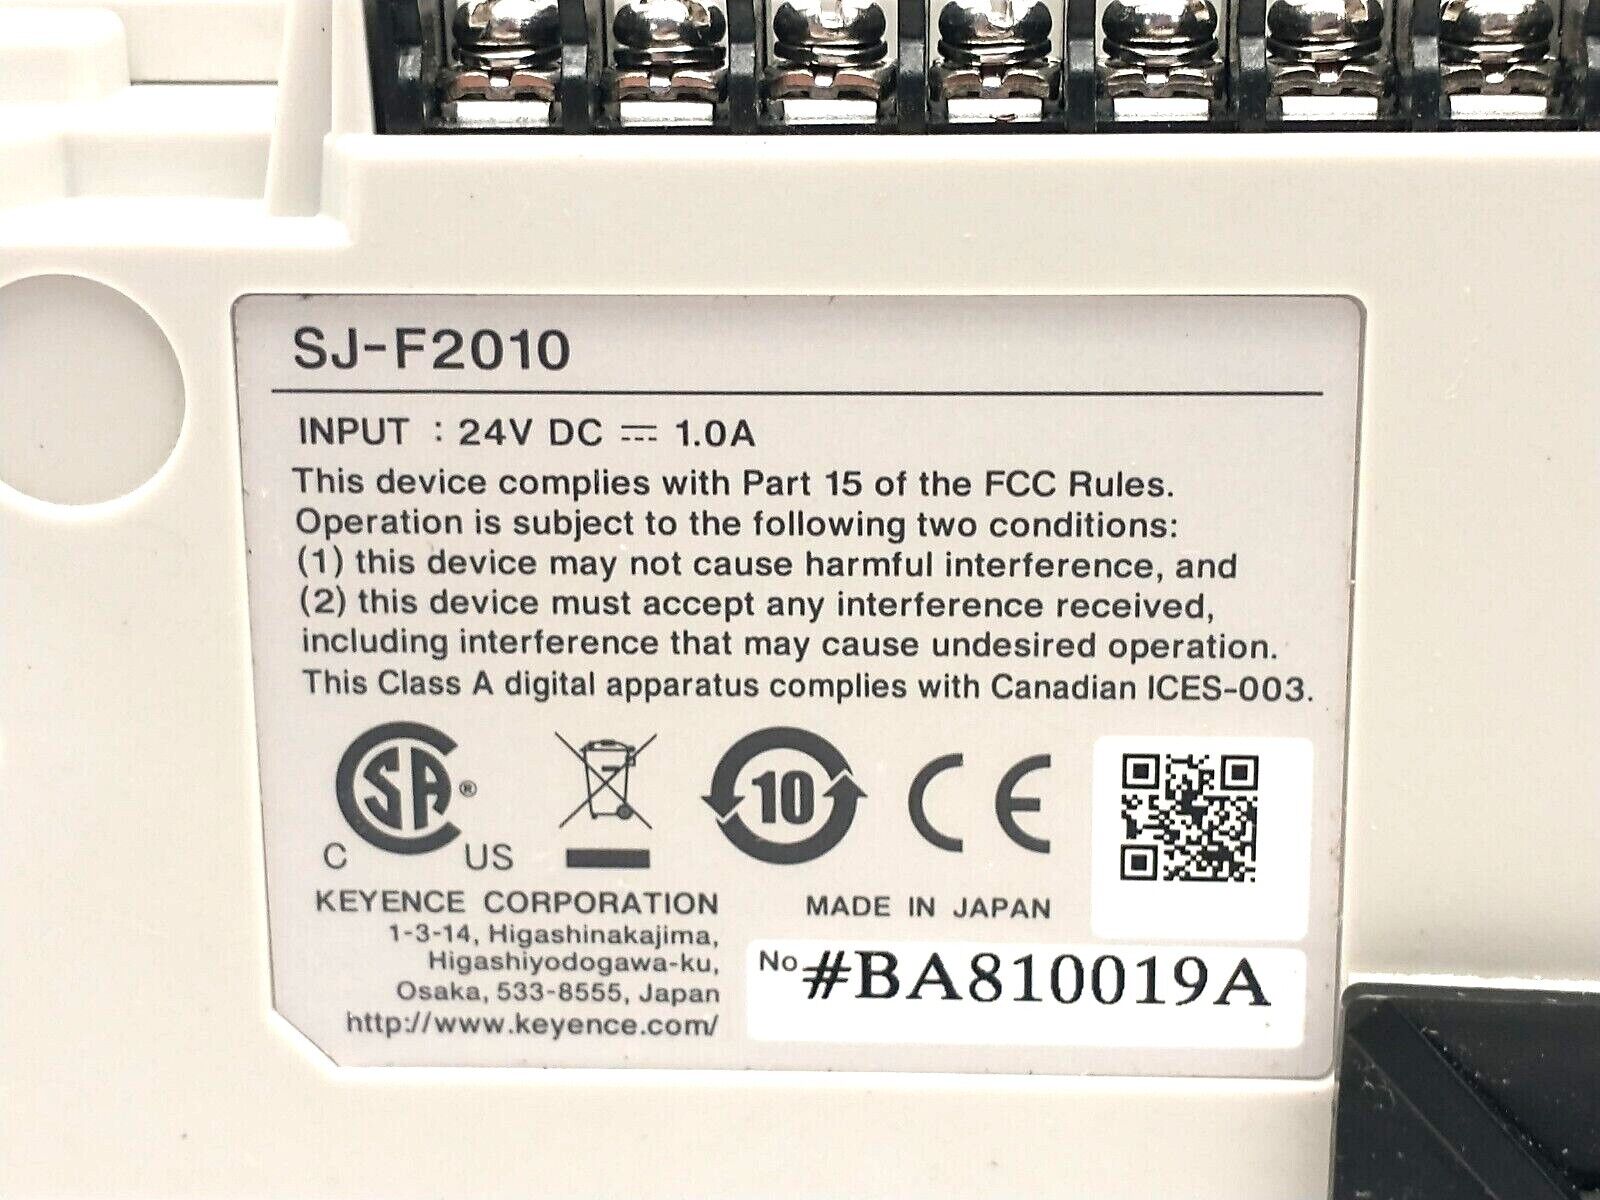 SJ-F2010
INPUT : 24V DC ⎓ 1.0A
This device complies with Part 15 of the FCC Rules.
Operation is subject to the following two conditions:
(1) this device may not cause harmful interference, and
(2) this device must accept any interference received,
including interference that may cause undesired operation.
This Class A digital apparatus complies with Canadian ICES-003.
C SA ® US
10
CE
KEYENCE CORPORATION
1-3-14, Higashinakajima,
Higashiyodogawa-ku,
Osaka, 533-8555, Japan
http://www.keyence.com/
MADE IN JAPAN
No #BA810019A